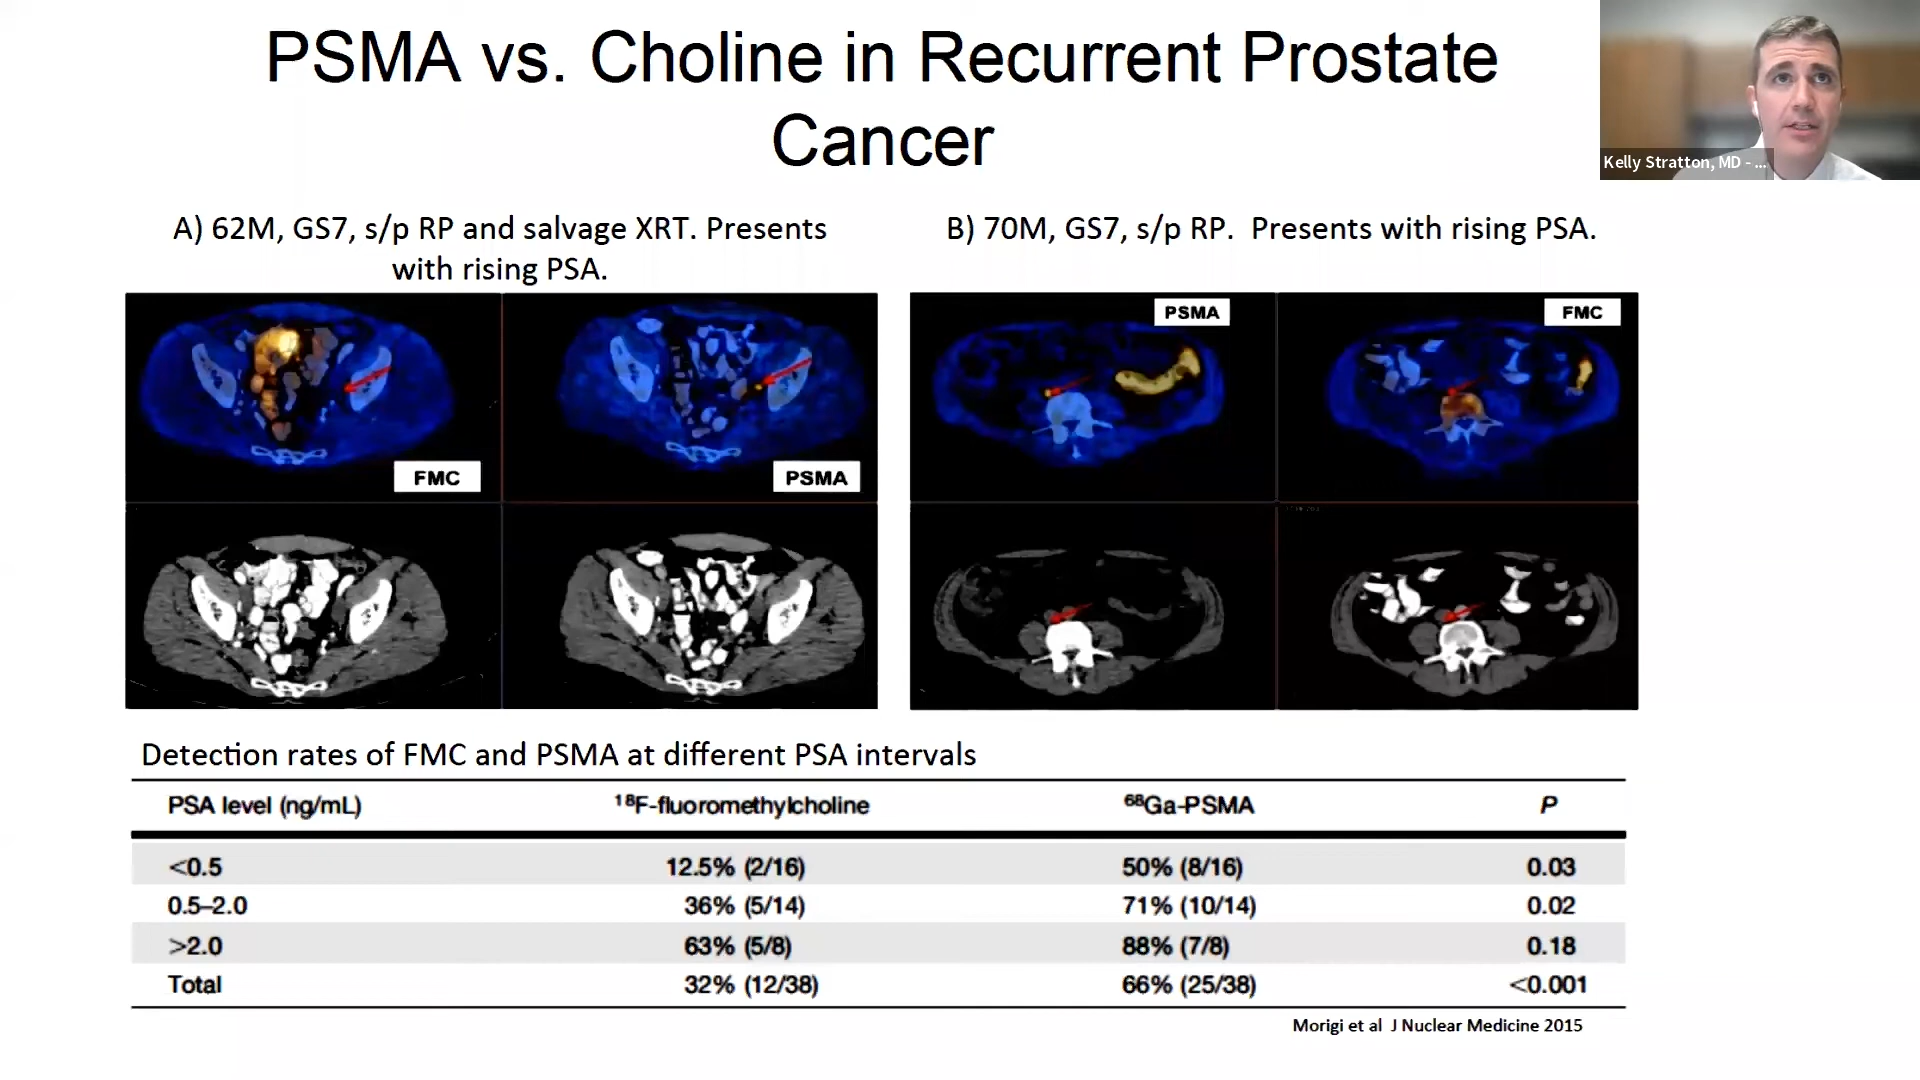 PSMA vs. Choline in Recurrent Prostate
Cancer
Kelly Stratton, MD - ...
A) 62M, GS7, s/p RP and salvage XRT. Presents
with rising PSA.
B) 70M, GS7, s/p RP. Presents with rising PSA.
FMC
PSMA
PSMA
FMC
Detection rates of FMC and PSMA at different PSA intervals
PSA level (ng/mL) ¹⁸F-fluoromethylcholine ⁶⁸Ga-PSMA P
<0.5 12.5% (2/16) 50% (8/16) 0.03
0.5–2.0 36% (5/14) 71% (10/14) 0.02
>2.0 63% (5/8) 88% (7/8) 0.18
Total 32% (12/38) 66% (25/38) <0.001
Morigi et al J Nuclear Medicine 2015